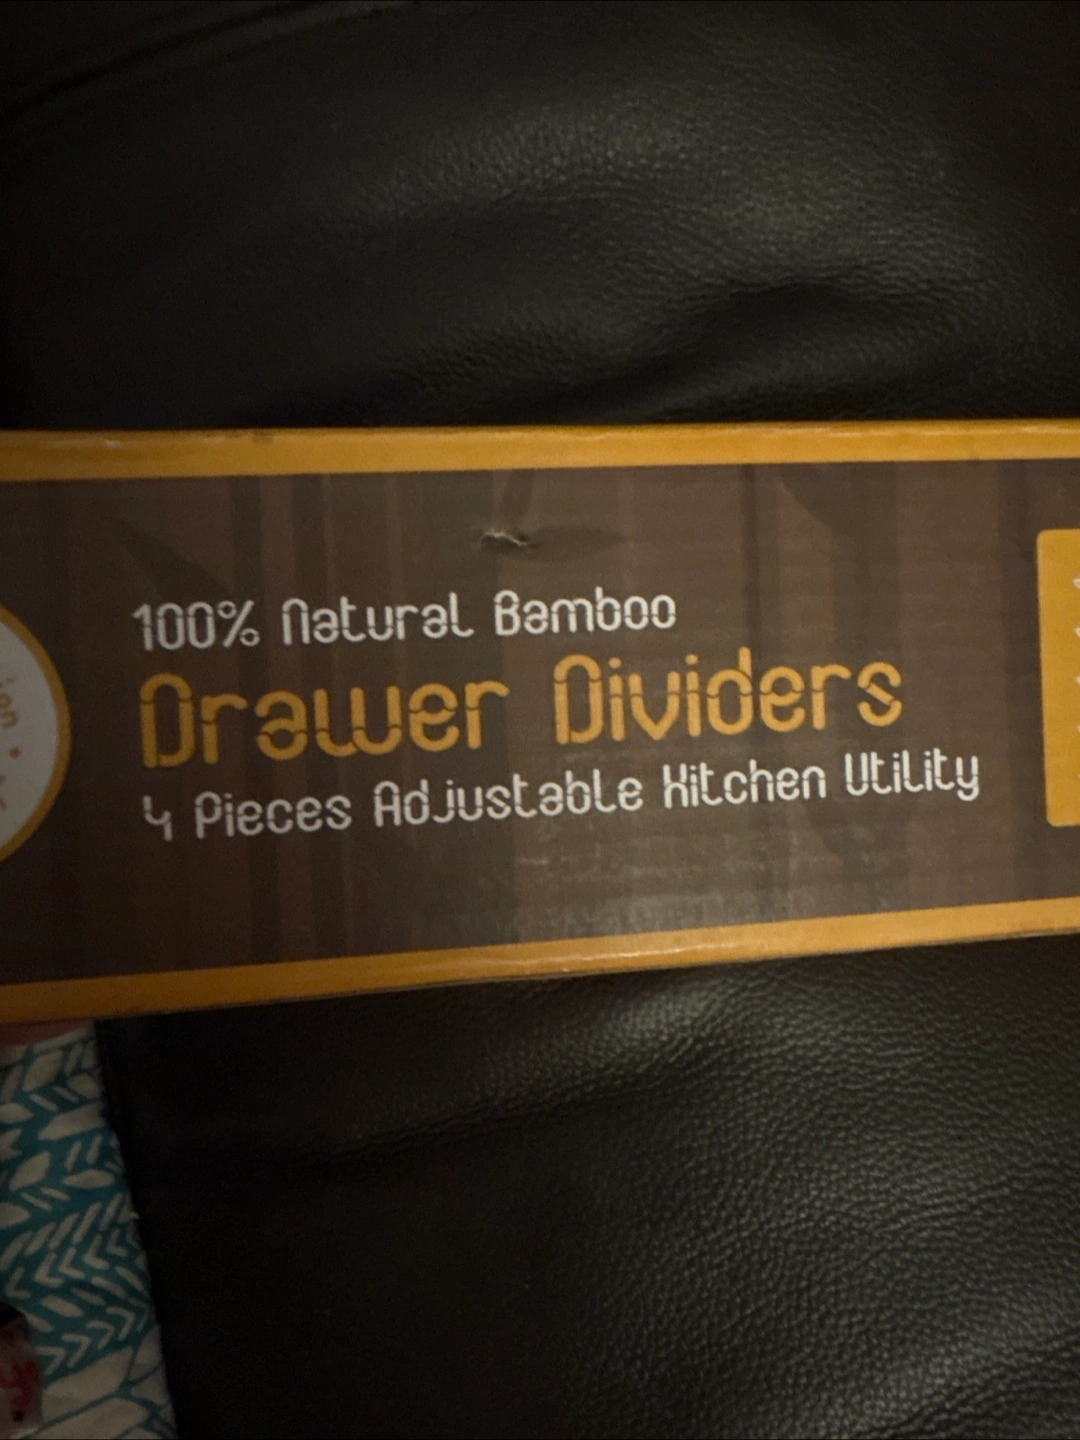 100% Natural Bamboo
Drawer Dividers
4 Pieces Adjustable Kitchen Utility